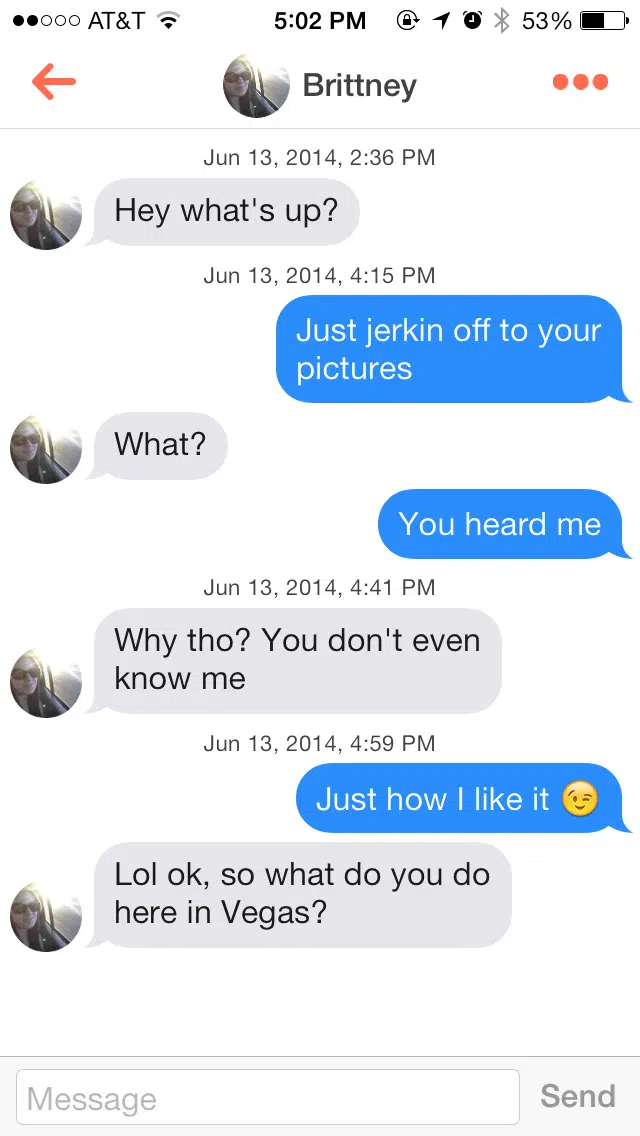 AT&T 5:02 PM 53%
Brittney
Jun 13, 2014, 2:36 PM
Hey what's up?
Jun 13, 2014, 4:15 PM
Just jerkin off to your
pictures
What?
You heard me
Jun 13, 2014, 4:41 PM
Why tho? You don't even
know me
Jun 13, 2014, 4:59 PM
Just how I like it 😉
Lol ok, so what do you do
here in Vegas?
Message Send